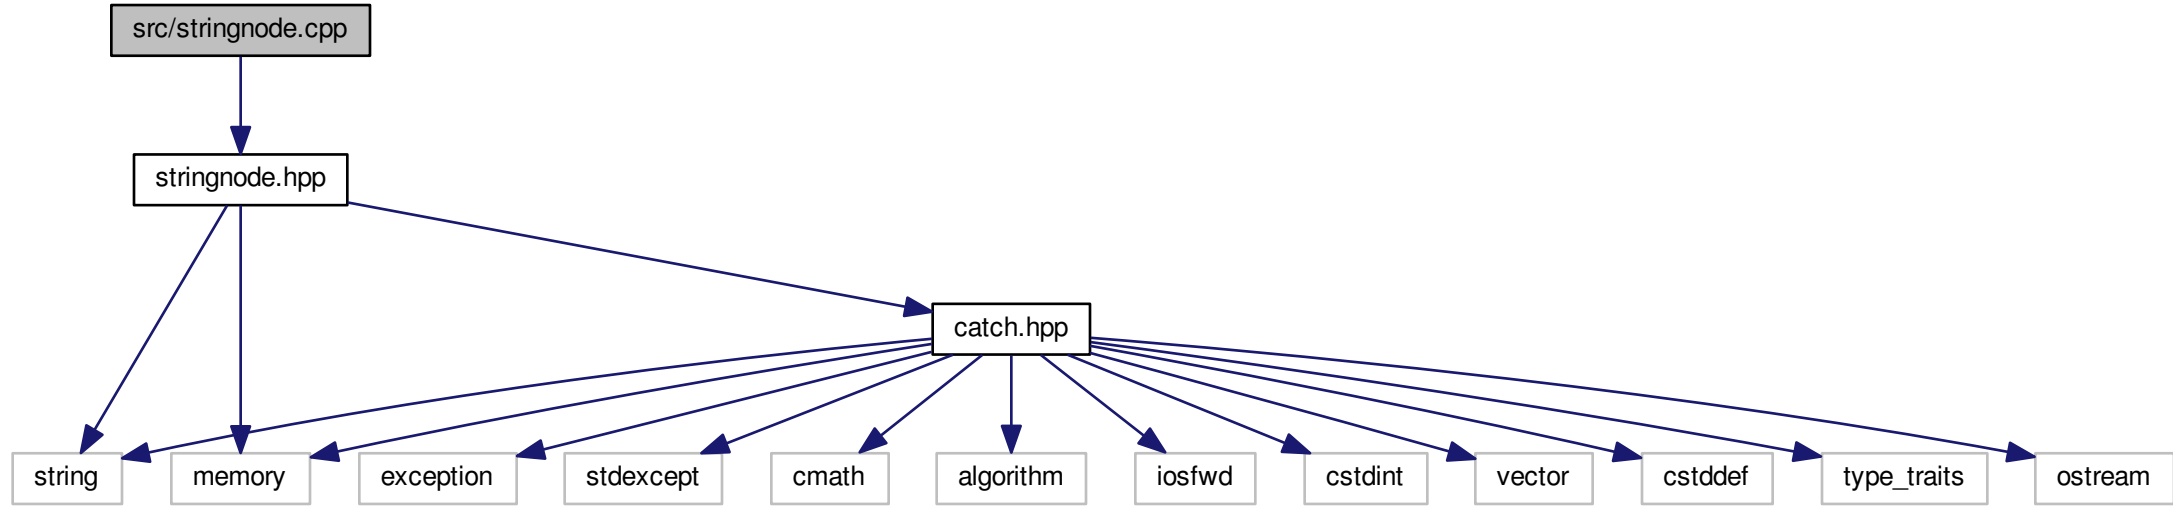 src/stringnode.cpp
stringnode.hpp
catch.hpp
string
memory
exception
stdexcept
cmath
algorithm
iosfwd
cstdint
vector
cstddef
type_traits
ostream